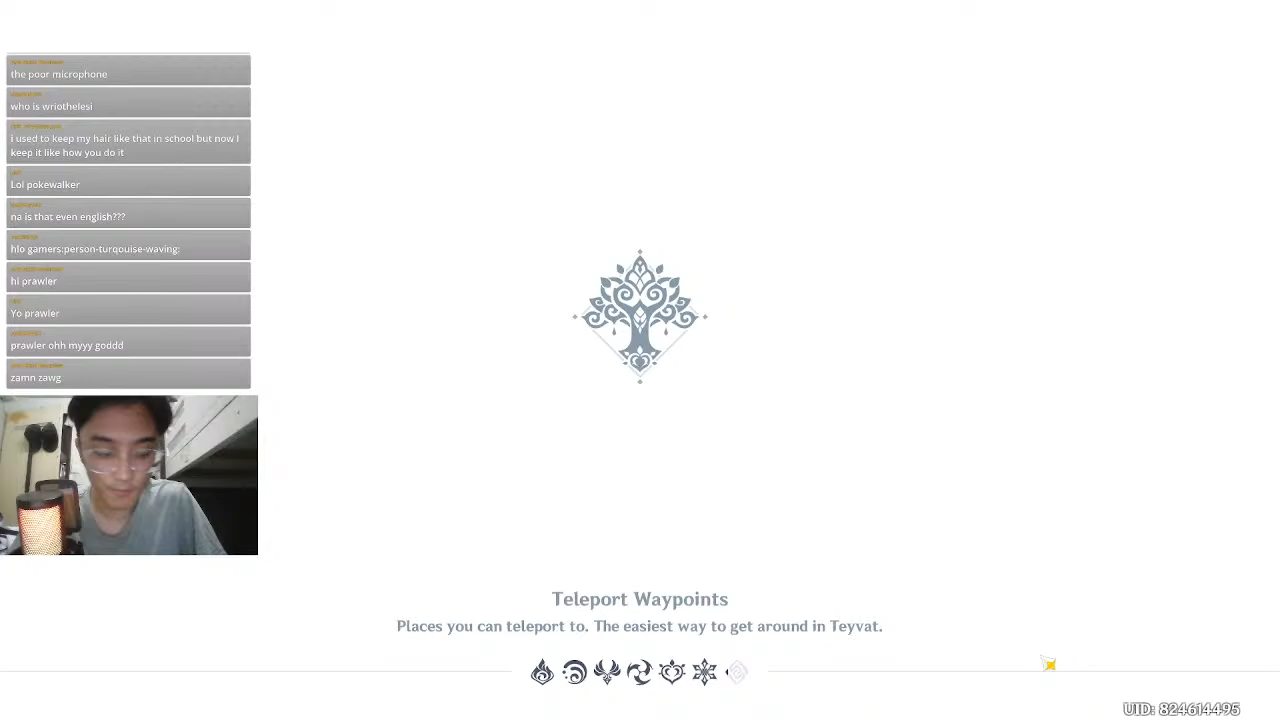 the poor microphone
who is wriothelesi
i used to keep my hair like that in school but now I
keep it like how you do it
Lol pokewalker
na is that even english???
hlo gamers:person-turqouise-waving:
hi prawler
Yo prawler
prawler ohh myyy goddd
zamn zawg
Teleport Waypoints
Places you can teleport to. The easiest way to get around in Teyvat.
UID: 824614495